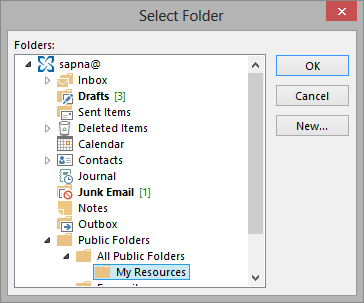 Select Folder
Folders:
sapna@
Inbox
Drafts [3]
Sent Items
Deleted Items
Calendar
Contacts
Journal
Junk Email [1]
Notes
Outbox
Public Folders
All Public Folders
My Resources
OK
Cancel
New...